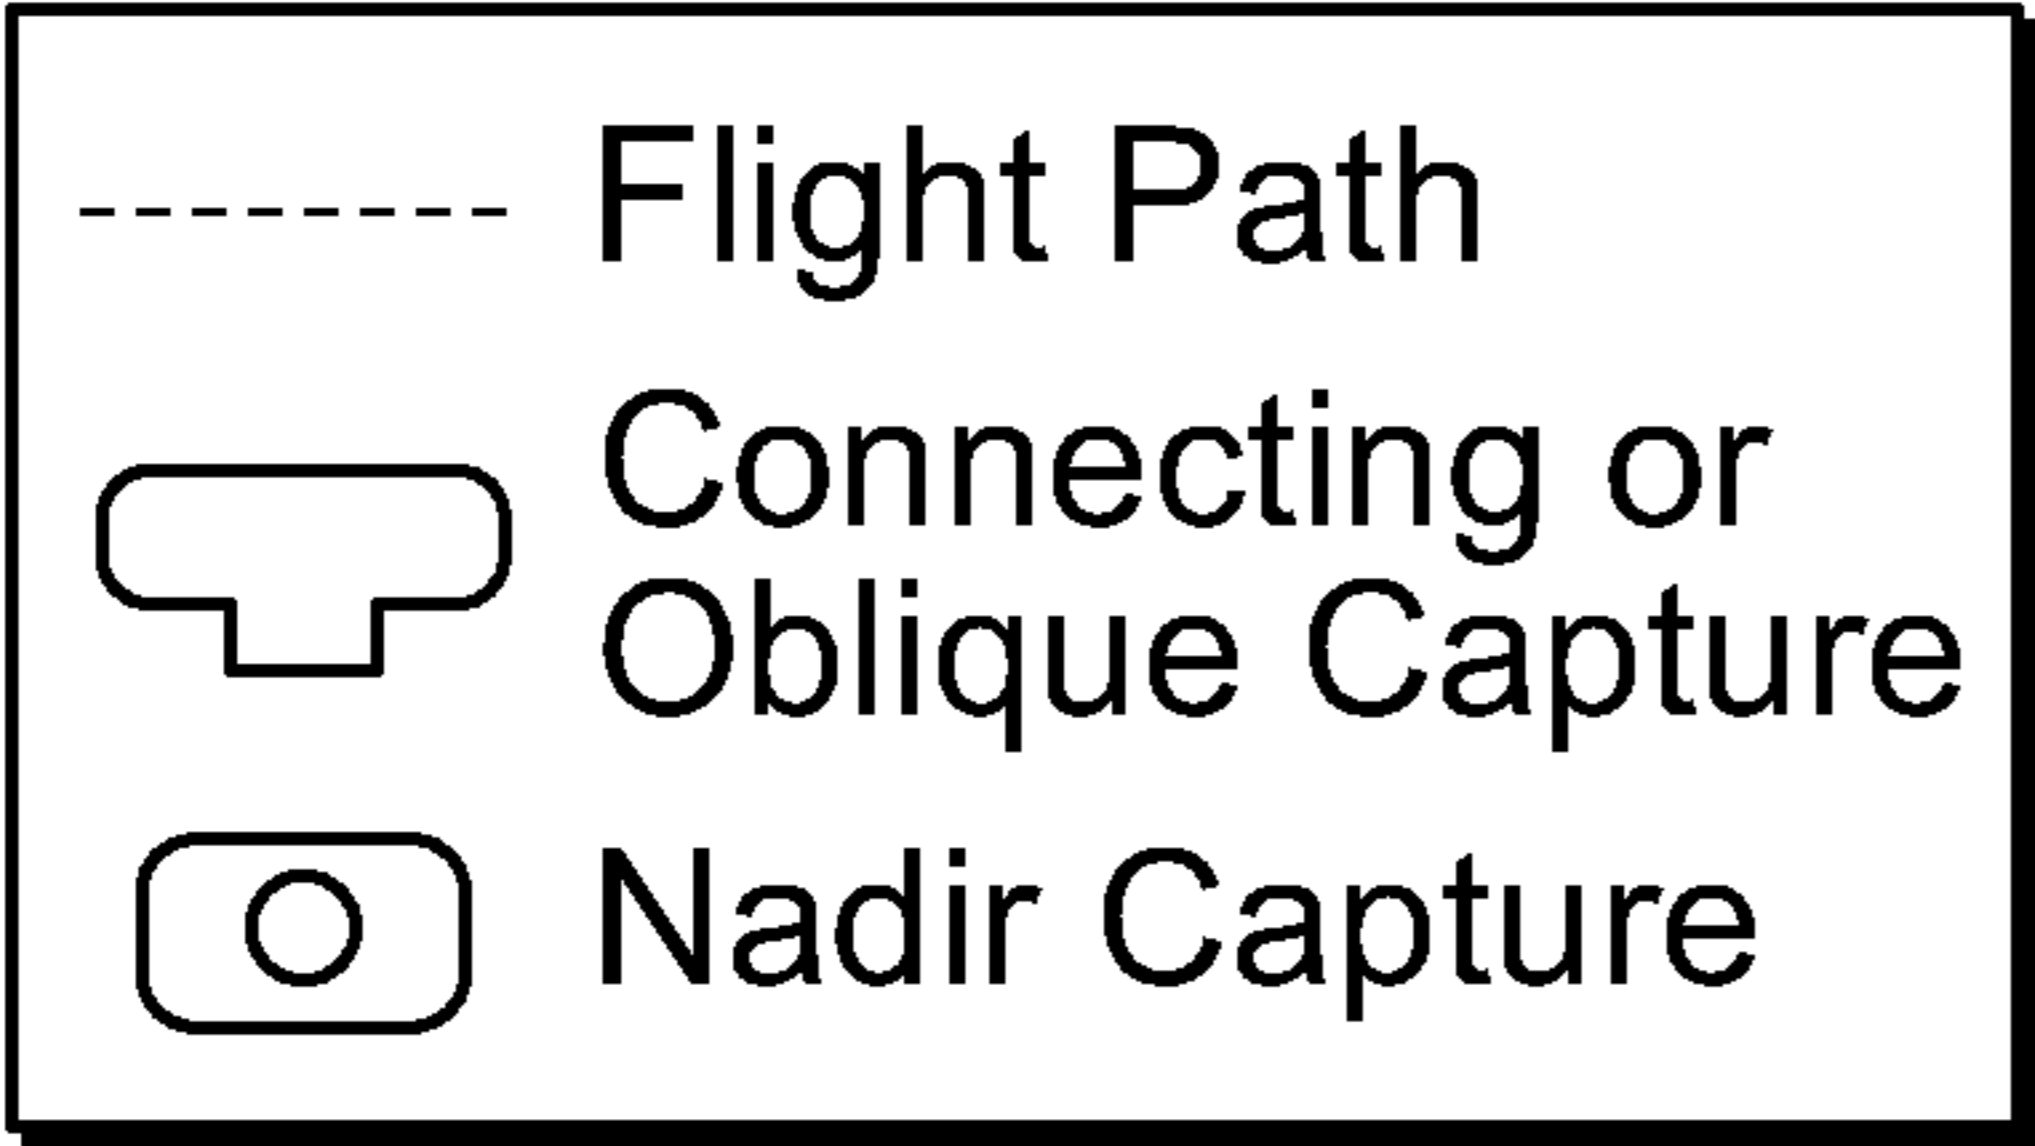 Flight Path
Connecting or
Oblique Capture
Nadir Capture